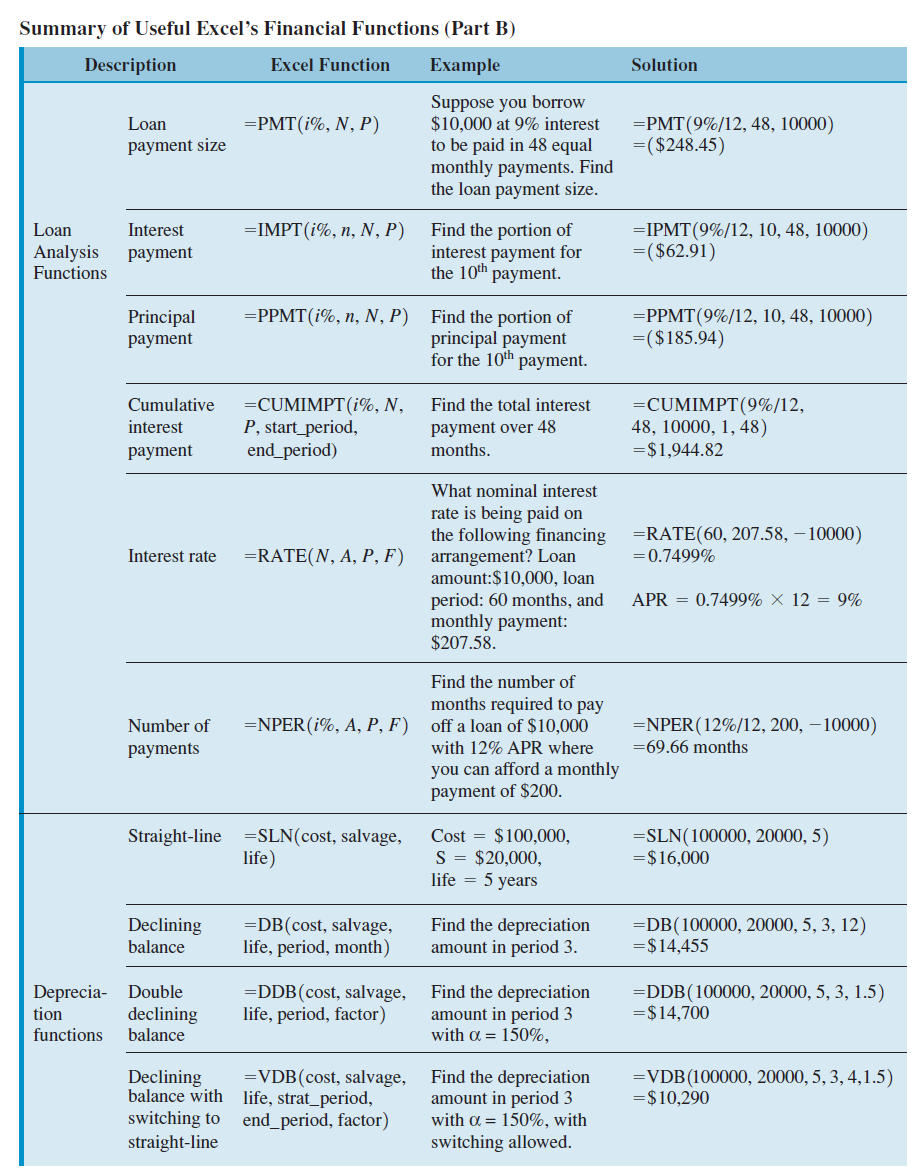 Summary of Useful Excel's Financial Functions (Part B)
Description Excel Function Example Solution
Loan
Analysis
Functions
Loan
payment size
=PMT(i%, N, P)
Suppose you borrow
$10,000 at 9% interest
to be paid in 48 equal
monthly payments. Find
the loan payment size.
=PMT(9%/12, 48, 10000)
=($248.45)
Interest
payment
=IMPT(i%, n, N, P)
Find the portion of
interest payment for
the 10th payment.
=IPMT(9%/12, 10, 48, 10000)
=($62.91)
Principal
payment
=PPMT(i%, n, N, P)
Find the portion of
principal payment
for the 10th payment.
=PPMT(9%/12, 10, 48, 10000)
=($185.94)
Cumulative
interest
payment
=CUMIMPT(i%, N,
P, start_period,
end_period)
Find the total interest
payment over 48
months.
=CUMIMPT(9%/12,
48, 10000, 1, 48)
=$1,944.82
Interest rate
=RATE(N, A, P, F)
What nominal interest
rate is being paid on
the following financing
arrangement? Loan
amount:$10,000, loan
period: 60 months, and
monthly payment:
$207.58.
=RATE(60, 207.58, −10000)
=0.7499%
APR = 0.7499% × 12 = 9%
Number of
payments
=NPER(i%, A, P, F)
Find the number of
months required to pay
off a loan of $10,000
with 12% APR where
you can afford a monthly
payment of $200.
=NPER(12%/12, 200, −10000)
=69.66 months
Deprecia-
tion
functions
Straight-line
=SLN(cost, salvage,
life)
Cost = $100,000,
S = $20,000,
life = 5 years
=SLN(100000, 20000, 5)
=$16,000
Declining
balance
=DB(cost, salvage,
life, period, month)
Find the depreciation
amount in period 3.
=DB(100000, 20000, 5, 3, 12)
=$14,455
Double
declining
balance
=DDB(cost, salvage,
life, period, factor)
Find the depreciation
amount in period 3
with α = 150%,
=DDB(100000, 20000, 5, 3, 1.5)
=$14,700
Declining
balance with
switching to
straight-line
=VDB(cost, salvage,
life, strat_period,
end_period, factor)
Find the depreciation
amount in period 3
with α = 150%, with
switching allowed.
=VDB(100000, 20000, 5, 3, 4,1.5)
=$10,290